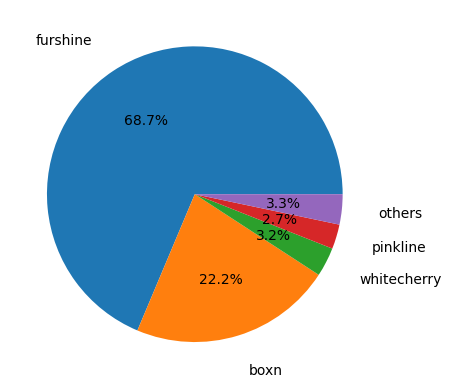 furshine
68.7%
3.3%
others
2.7%
3.2%
pinkline
whitecherry
22.2%
boxn